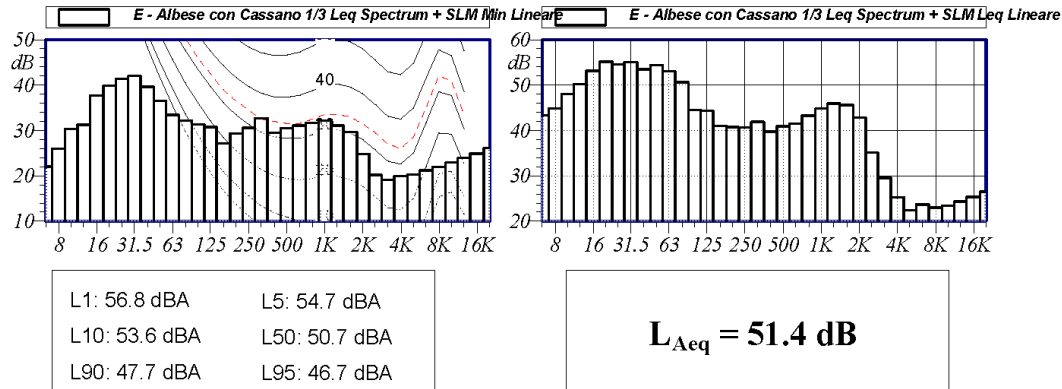 E - Albese con Cassano 1/3 Leq Spectrum + SLM Min Lineare
50
dB
40
30
20
10
40
8 16 31.5 63 125 250 500 1K 2K 4K 8K 16K
E - Albese con Cassano 1/3 Leq Spectrum + SLM Leq Lineare
60
dB
50
40
30
20
8 16 31.5 63 125 250 500 1K 2K 4K 8K 16K
L1: 56.8 dBA L5: 54.7 dBA
L10: 53.6 dBA L50: 50.7 dBA
L90: 47.7 dBA L95: 46.7 dBA
LAeq = 51.4 dB